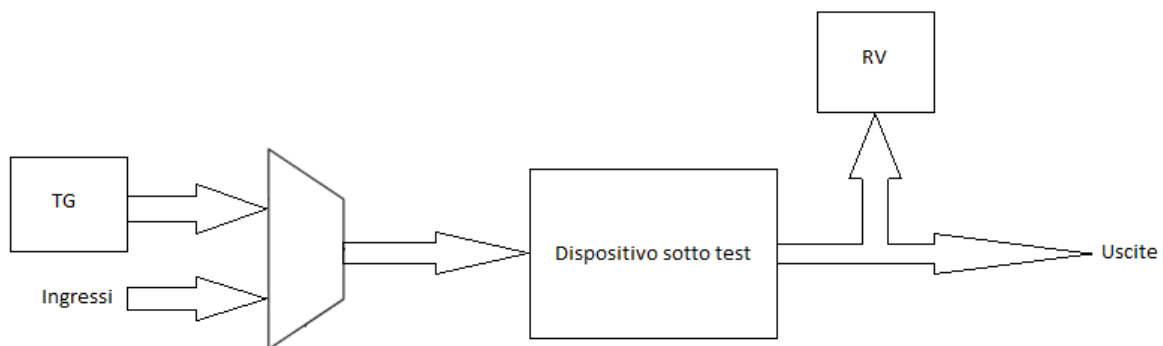 RV
TG
Dispositivo sotto test
Uscite
Ingressi